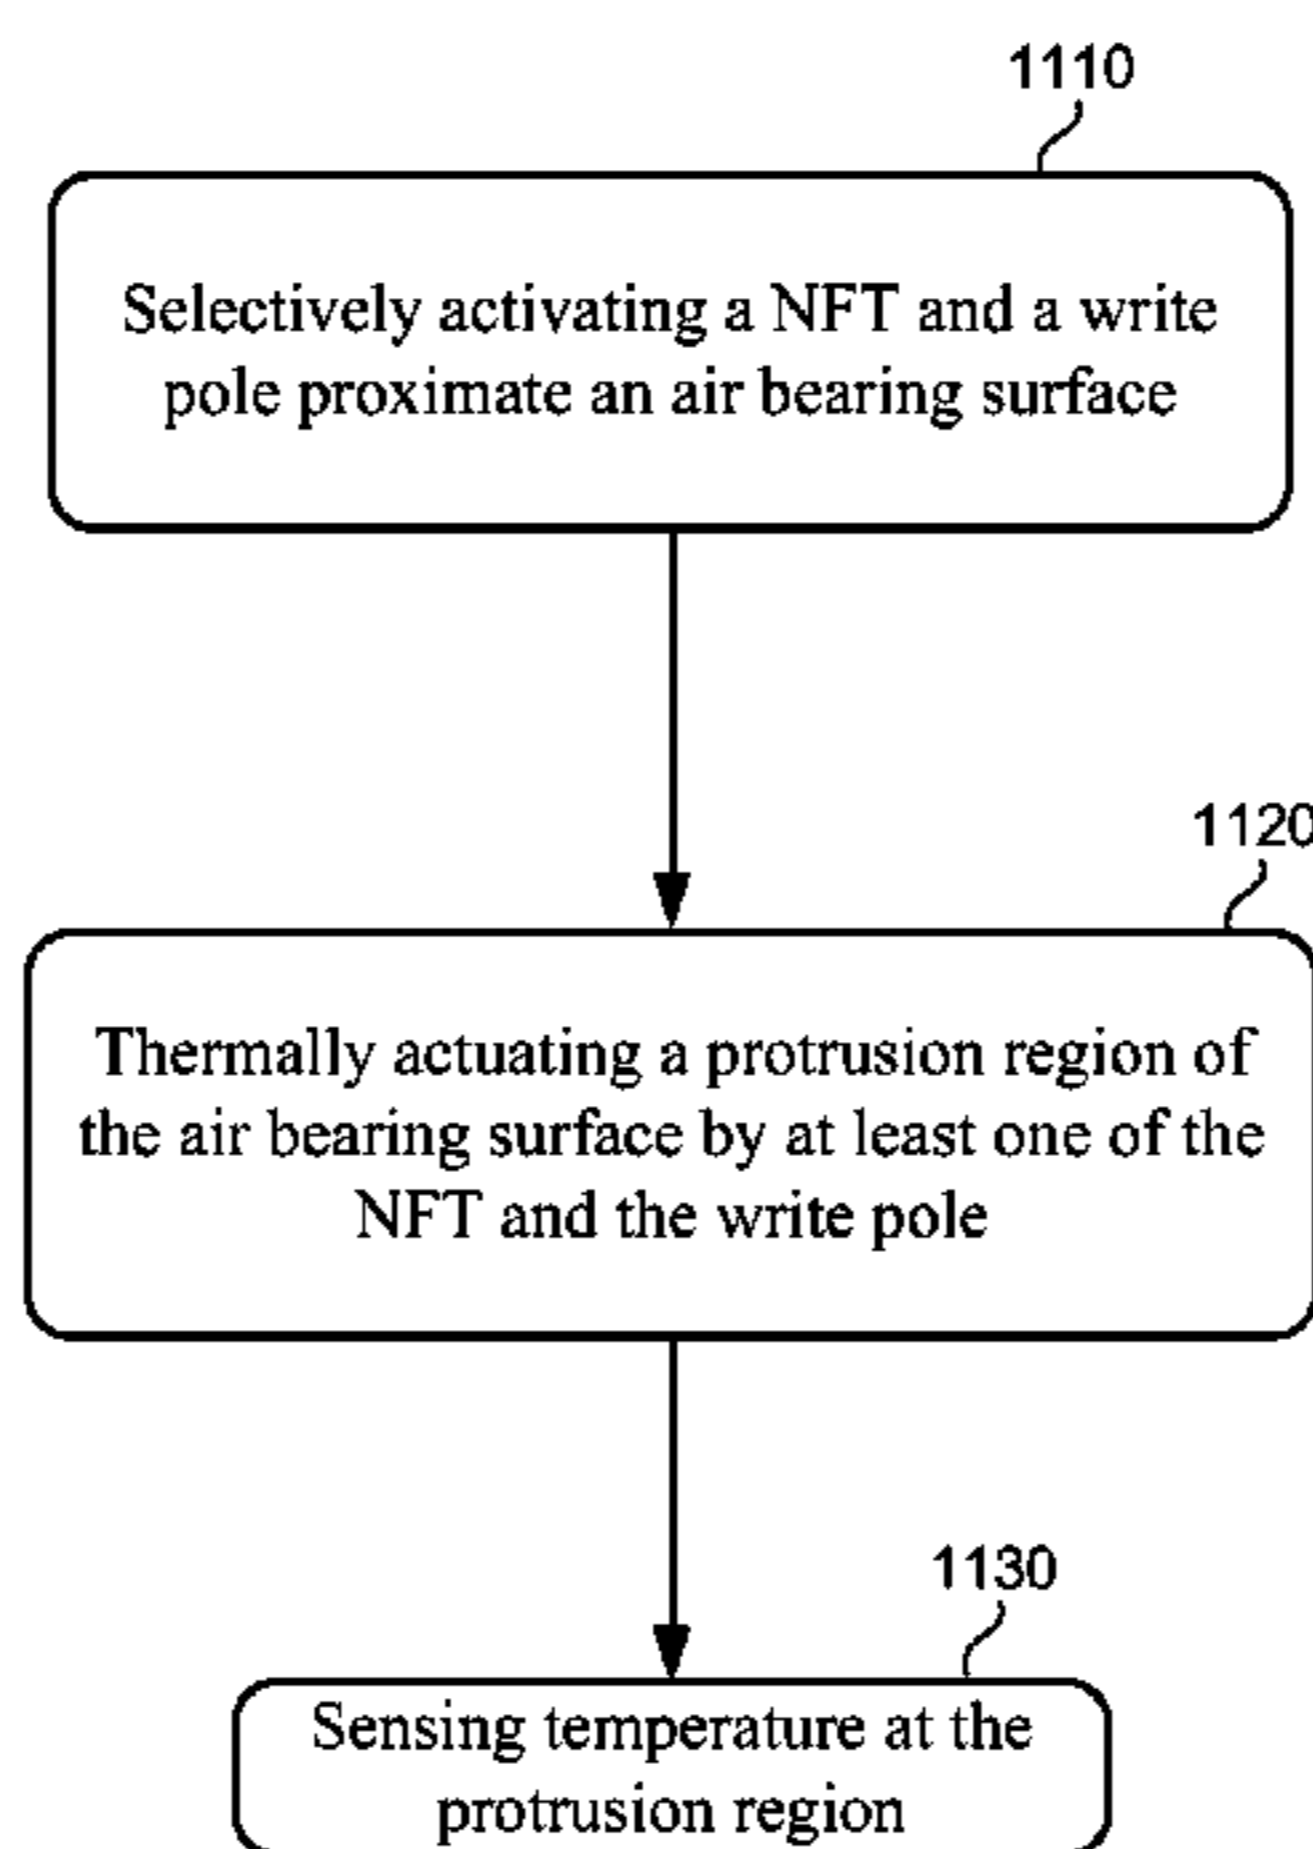 1110
Selectively activating a NFT and a write
pole proximate an air bearing surface
1120
Thermally actuating a protrusion region of
the air bearing surface by at least one of the
NFT and the write pole
1130
Sensing temperature at the
protrusion region